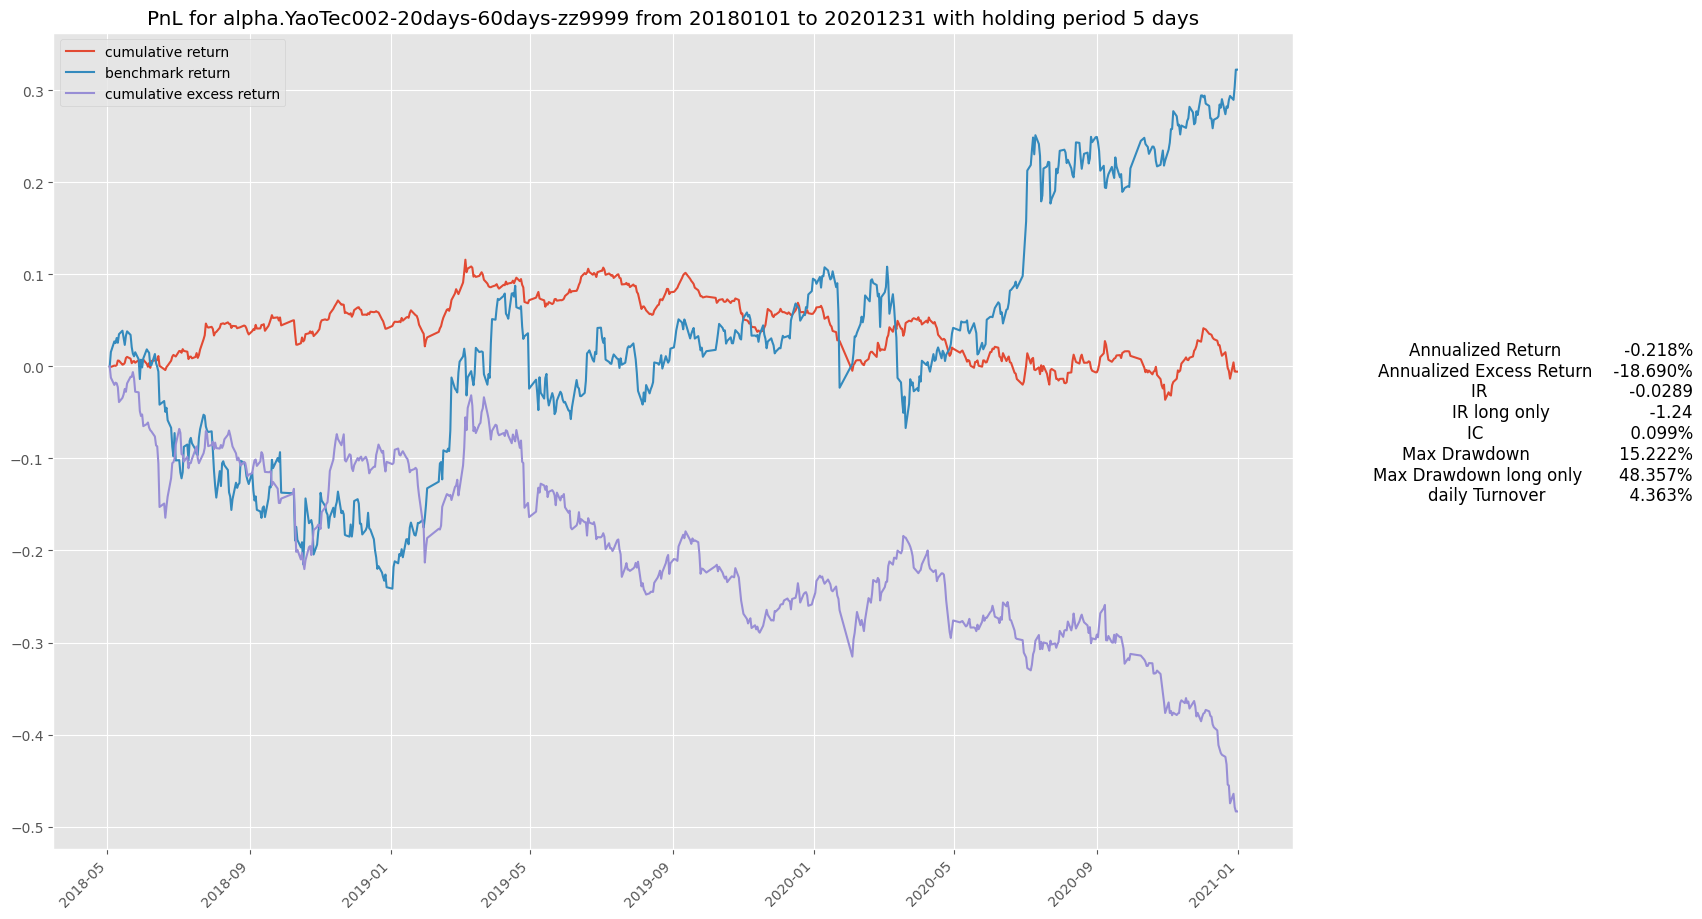 PnL for alpha.YaoTec002-20days-60days-zz9999 from 20180101 to 20201231 with holding period 5 days
cumulative return
benchmark return
cumulative excess return
0.3
0.2
0.1
0.0
−0.1
−0.2
−0.3
−0.4
−0.5
2018-05
2018-09
2019-01
2019-05
2019-09
2020-01
2020-05
2020-09
2021-01
Annualized Return -0.218%
Annualized Excess Return -18.690%
IR -0.0289
IR long only -1.24
IC 0.099%
Max Drawdown 15.222%
Max Drawdown long only 48.357%
daily Turnover 4.363%